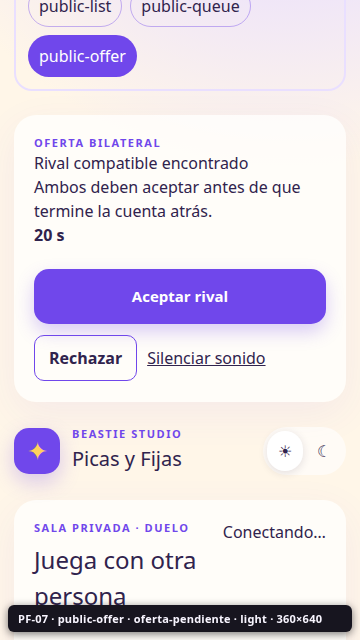 public-list public-queue
public-offer
OFERTA BILATERAL
Rival compatible encontrado
Ambos deben aceptar antes de que
termine la cuenta atrás.
20 s
Aceptar rival
Rechazar Silenciar sonido
BEASTIE STUDIO
Picas y Fijas
SALA PRIVADA · DUELO
Conectando...
Juega con otra
persona
PF-07 · public-offer · oferta-pendiente · light · 360×640